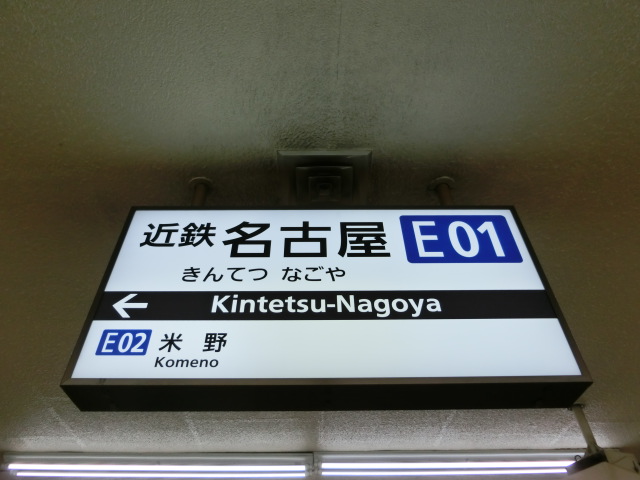 近鉄 名古屋 E01
きんてつ なごや
← Kintetsu-Nagoya
E02 米野
Komeno